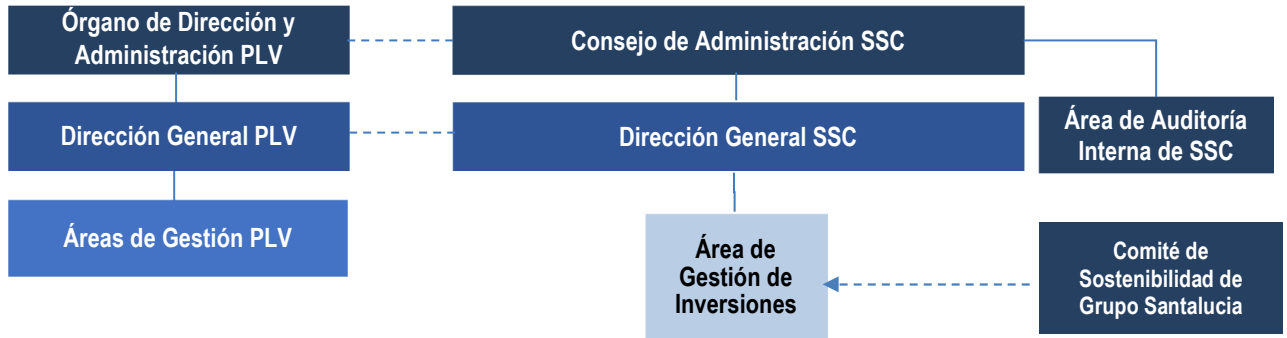 Órgano de Dirección y
Administración PLV
Consejo de Administración SSC
Dirección General PLV
Dirección General SSC
Área de Auditoría
Interna de SSC
Áreas de Gestión PLV
Área de
Gestión de
Inversiones
Comité de
Sostenibilidad de
Grupo Santalucia